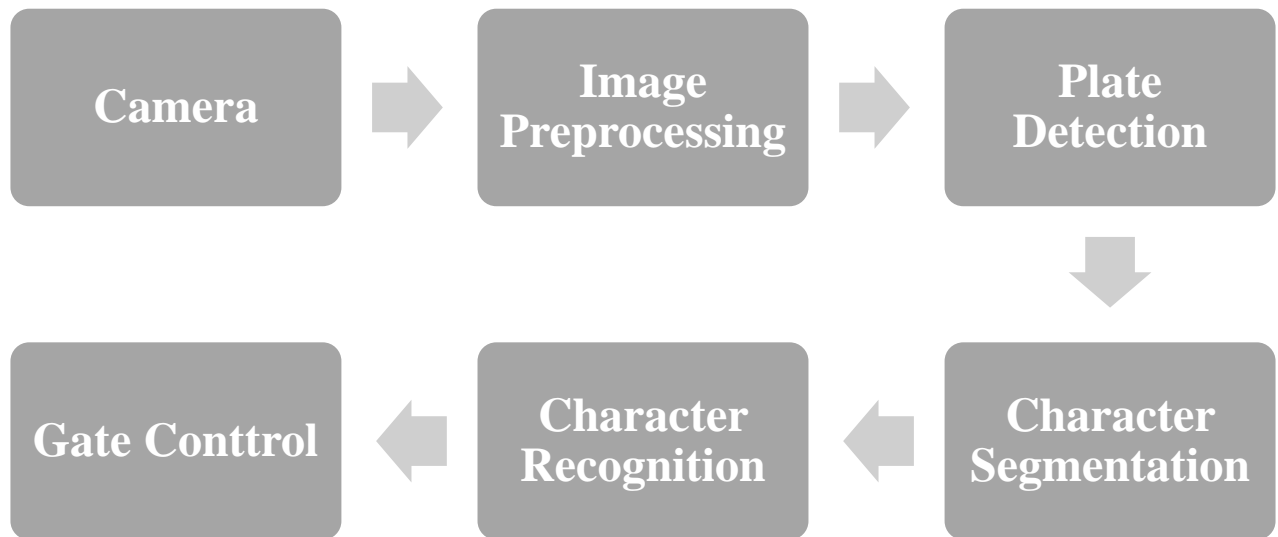 Camera
Image
Preprocessing
Plate
Detection
Character
Segmentation
Character
Recognition
Gate Conttrol